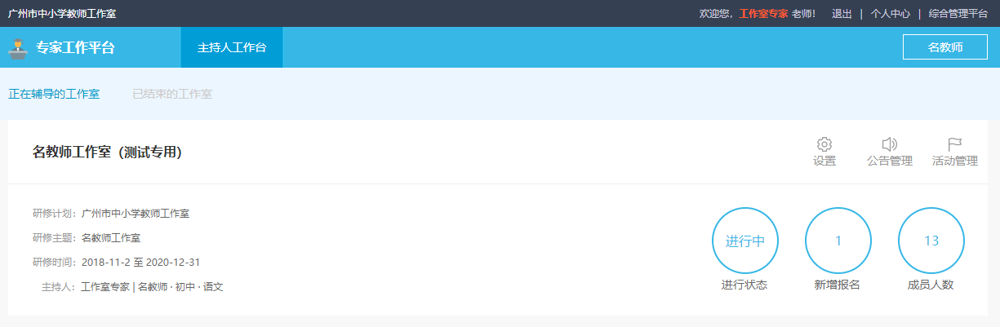 广州市中小学教师工作室 欢迎您，工作室专家 老师！ 退出 | 个人中心 | 综合管理平台
专家工作平台 主持人工作台 名教师
正在辅导的工作室 已结束的工作室
名教师工作室（测试专用） 设置 公告管理 活动管理
研修计划：广州市中小学教师工作室
研修主题：名教师工作室
研修时间：2018-11-2 至 2020-12-31
主持人：工作室专家 | 名教师 · 初中 · 语文
进行中 1 13
进行状态 新增报名 成员人数